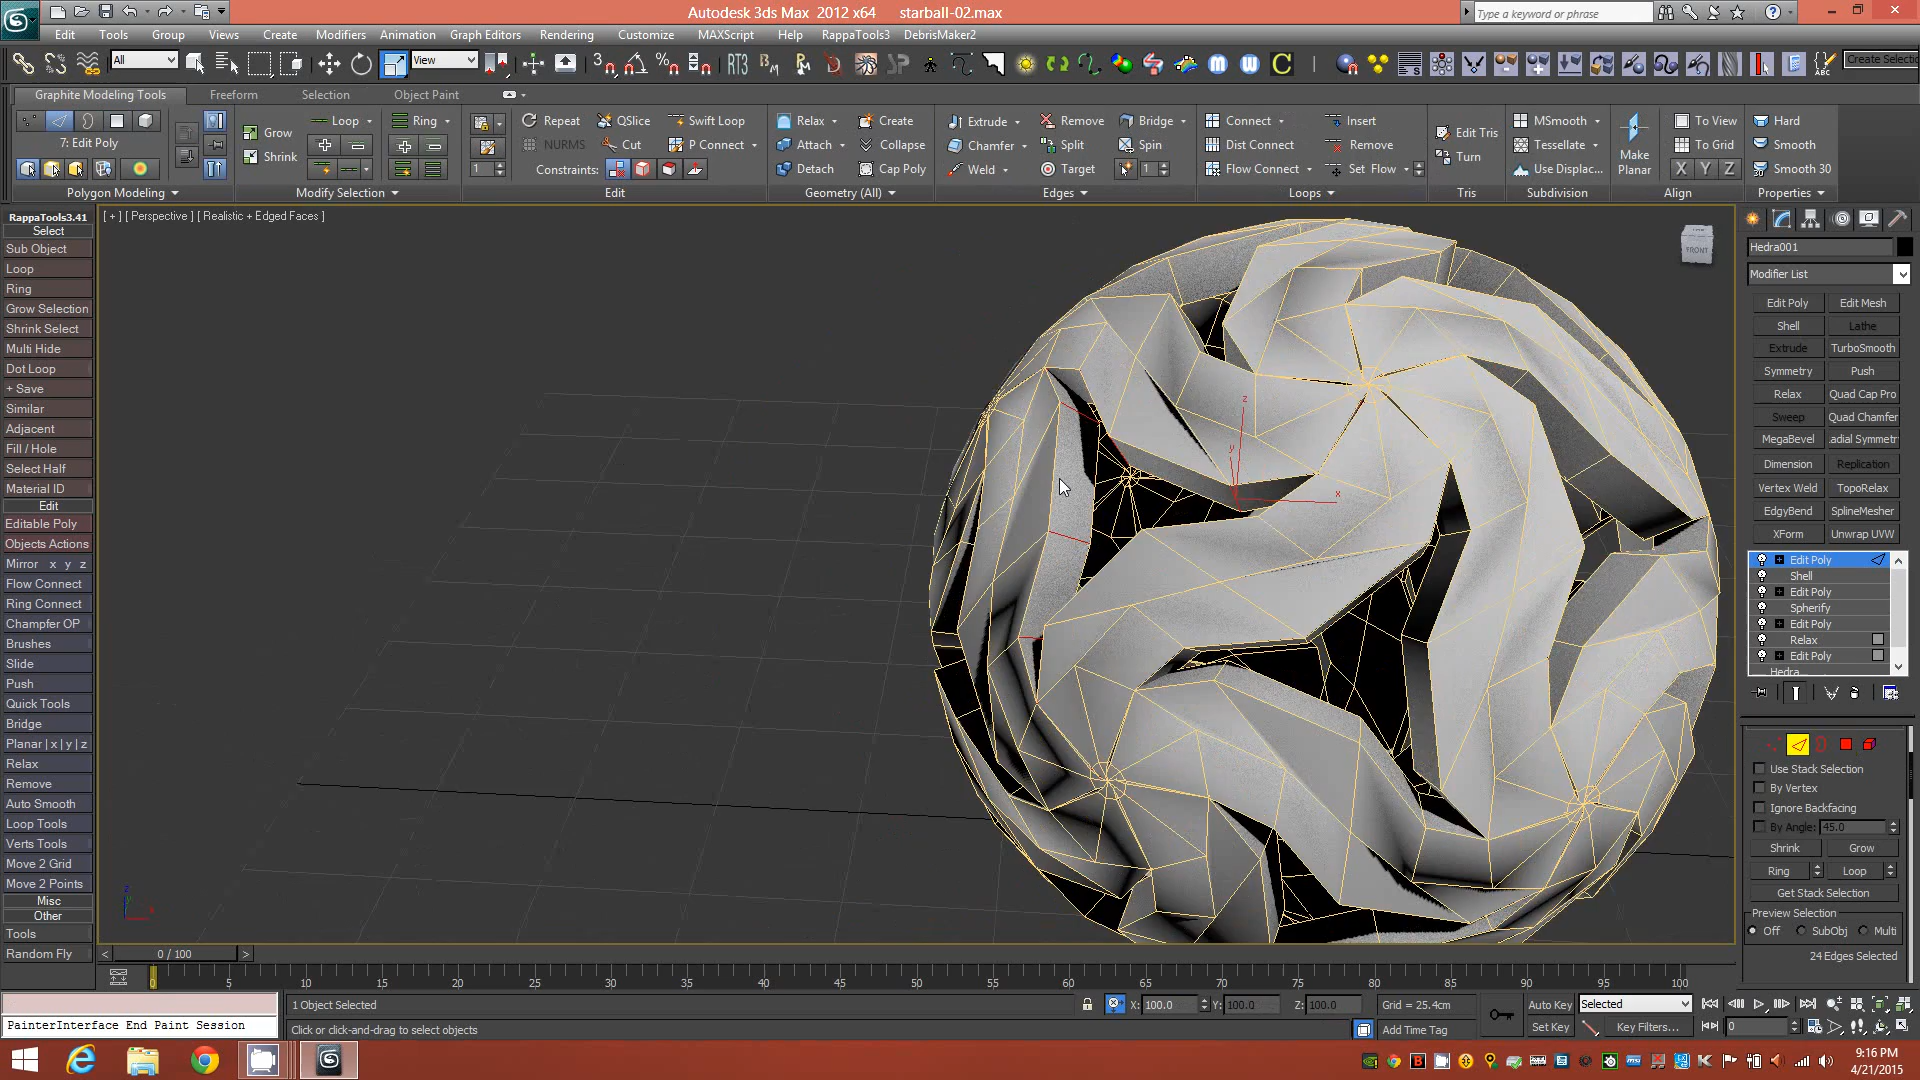 Autodesk 3ds Max 2012 x64 starball-02.max
Type a keyword or phrase
Edit Tools Group Views Create Modifiers Animation Graph Editors Rendering Customize MAXScript Help RappaTools3 DebrisMaker2
All View RT3 Create Selectio
Graphite Modeling Tools Freeform Selection Object Paint
7: Edit Poly
Polygon Modeling
Grow Loop Ring
Shrink
Modify Selection
1
Repeat QSlice Swift Loop
NURMS Cut P Connect
Constraints:
Edit
Relax Create
Attach Collapse
Detach Cap Poly
Geometry (All)
Extrude Remove Bridge
Chamfer Split Spin
Weld Target 1
Edges
Connect Insert
Dist Connect Remove
Flow Connect Set Flow
Loops
Edit Tris
Turn
Tris
MSmooth
Tessellate
Use Displac...
Subdivision
Make Planar
To View
To Grid
X Y Z
Align
Hard
Smooth
Smooth 30
Properties
RappaTools3.41
Select
Sub Object
Loop
Ring
Grow Selection
Shrink Select
Multi Hide
Dot Loop
+ Save
Similar
Adjacent
Fill / Hole
Select Half
Material ID
Edit
Editable Poly
Objects Actions
Mirror x y z
Flow Connect
Ring Connect
Champfer OP
Brushes
Slide
Push
Quick Tools
Bridge
Planar | x | y | z
Relax
Remove
Auto Smooth
Loop Tools
Verts Tools
Move 2 Grid
Move 2 Points
Misc
Other
Tools
Random Fly
[ + ] [ Perspective ] [ Realistic + Edged Faces ]
FRONT
z
y
x
Hedra001
Modifier List
Edit Poly Edit Mesh
Shell Lathe
Extrude TurboSmooth
Symmetry Push
Relax Quad Cap Pro
Sweep Quad Chamfer
MegaBevel .adial Symmetr
Dimension Replication
Vertex Weld TopoRelax
EdgyBend SplineMesher
XForm Unwrap UVW
Edit Poly
Shell
Edit Poly
Spherify
Edit Poly
Relax
Edit Poly
Hedra
Use Stack Selection
By Vertex
Ignore Backfacing
By Angle: 45.0
Shrink Grow
Ring Loop
Get Stack Selection
Preview Selection
Off SubObj Multi
24 Edges Selected
< 0 / 100 >
0 5 10 15 20 25 30 35 40 45 50 55 60 65 70 75 80 85 90 95 100
1 Object Selected
X: 100.0 Y: 100.0 Z: 100.0 Grid = 25.4cm
Auto Key Selected
PainterInterface End Paint Session
Click or click-and-drag to select objects
Add Time Tag
Set Key Key Filters... 0
9:16 PM
4/21/2015